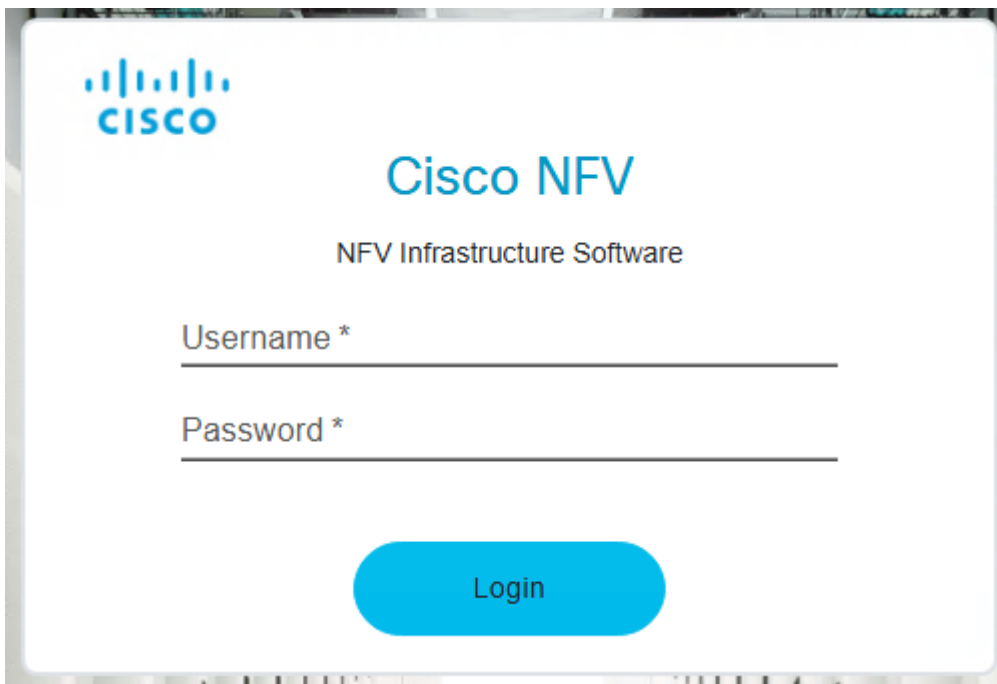 CISCO
Cisco NFV
NFV Infrastructure Software
Username *
Password *
Login